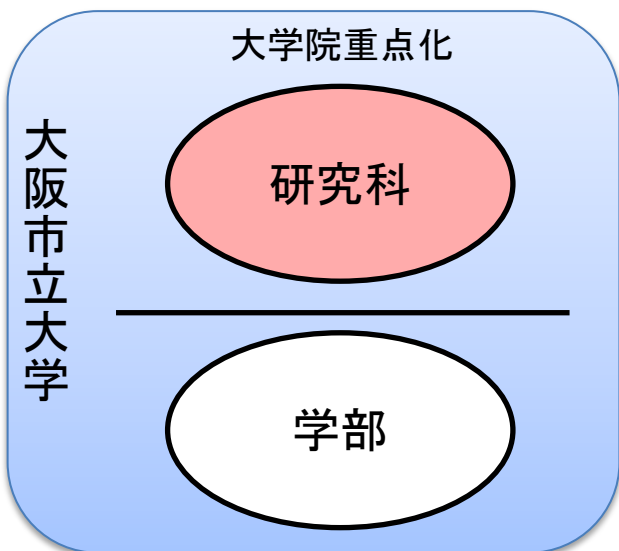 大学院重点化
大阪市立大学
研究科
学部